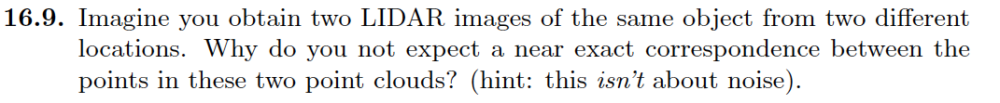 16.9. Imagine you obtain two LIDAR images of the same object from two different
locations. Why do you not expect a near exact correspondence between the
points in these two point clouds? (hint: this isn't about noise).